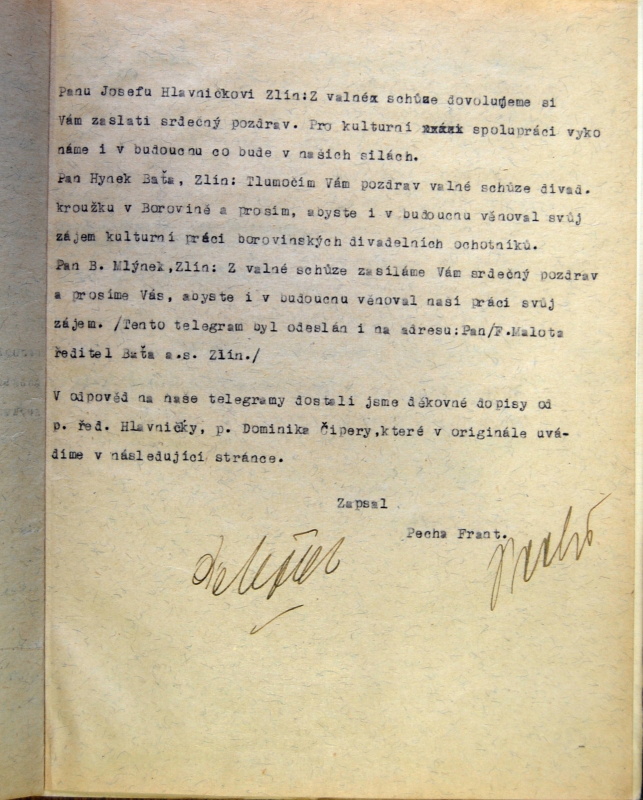 Panu Josefu Hlavničkovi Zlín:Z valnéx schůze dovolujeme si
Vám zaslati srdečný pozdrav. Pro kulturní xxáxx spolupráci vyko
náme i v budoucnu co bude v našich silách.
Pan Hynek Baťa, Zlín: Tlumočím Vám pozdrav valné schůze divad.
kroužku v Borovině a prosím, abyste i v budoucnu věnoval svůj
zájem kulturní práci borovinských divadelních ochotníků.
Pan B. Mlýnek,Zlín: Z valné schůze zasíláme Vám srdečný pozdrav
a prosíme Vás, abyste i v budoucnu věnoval naší práci svůj
zájem. /Tento telegram byl odeslán i na adresu:Pan/F.Malota
ředitel Baťa a.s. Zlín./
V odpověd na naše telegramy dostali jsme děkovné dopisy od
p. řed. Hlavničky, p. Dominika Čipery,které v originále uvá-
díme v následující stránce.
Zapsal
Pecha Frant.